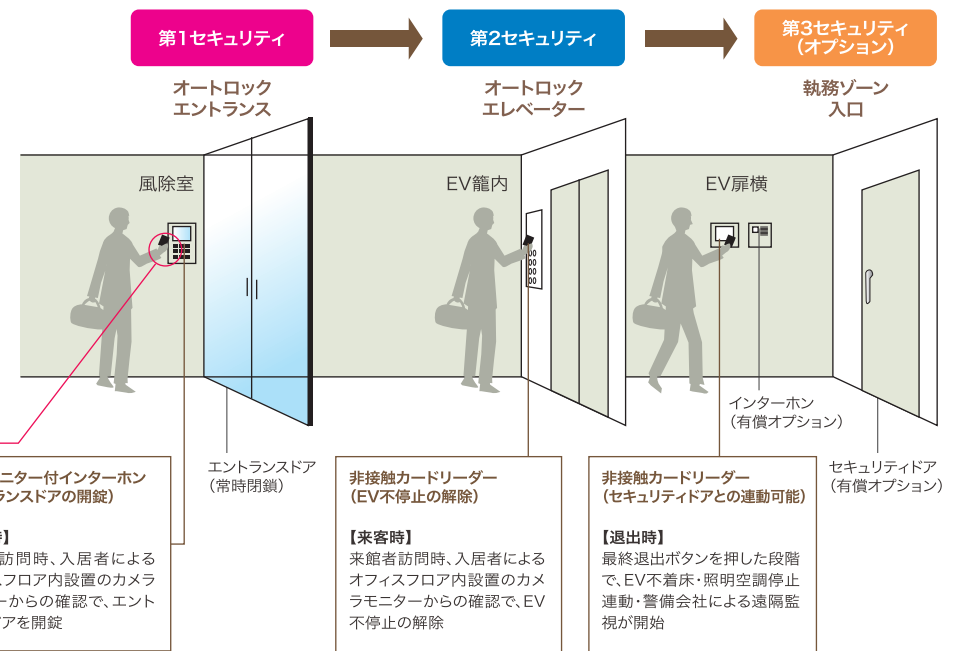 第1セキュリティ
第2セキュリティ
第3セキュリティ
(オプション)
オートロック
エントランス
オートロック
エレベーター
執務ゾーン
入口
風除室
EV籠内
EV扉横
インターホン
(有償オプション)
エントランスドア
(常時閉鎖)
セキュリティドア
(有償オプション)
ニター付インターホン
ランスドアの開錠)
】
訪問時、入居者による
スフロア内設置のカメラ
ーからの確認で、エント
アを開錠
非接触カードリーダー
(EV不停止の解除)
【来客時】
来館者訪問時、入居者による
オフィスフロア内設置のカメ
ラモニターからの確認で、EV
不停止の解除
非接触カードリーダー
(セキュリティドアとの連動可能)
【退出時】
最終退出ボタンを押した段階
で、EV不着床・照明空調停止
連動・警備会社による遠隔監
視が開始